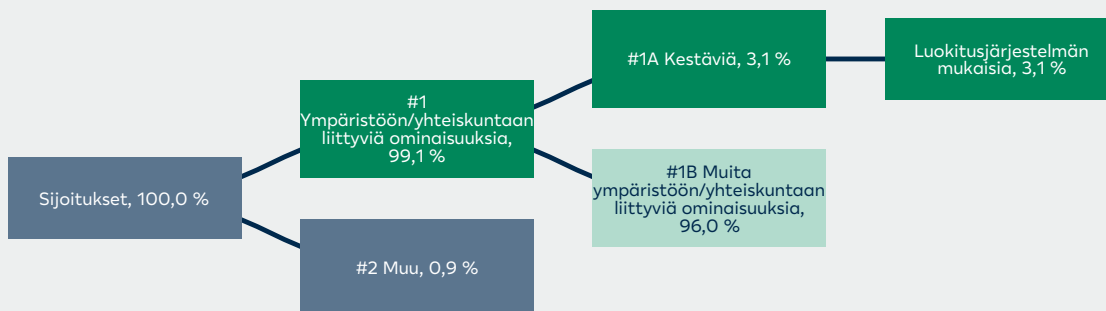 Sijoitukset, 100,0 %
#1
Ympäristöön/yhteiskuntaan
liittyviä ominaisuuksia,
99,1 %
#2 Muu, 0,9 %
#1A Kestäviä, 3,1 %
#1B Muita
ympäristöön/yhteiskuntaan
liittyviä ominaisuuksia,
96,0 %
Luokitusjärjestelmän
mukaisia, 3,1 %